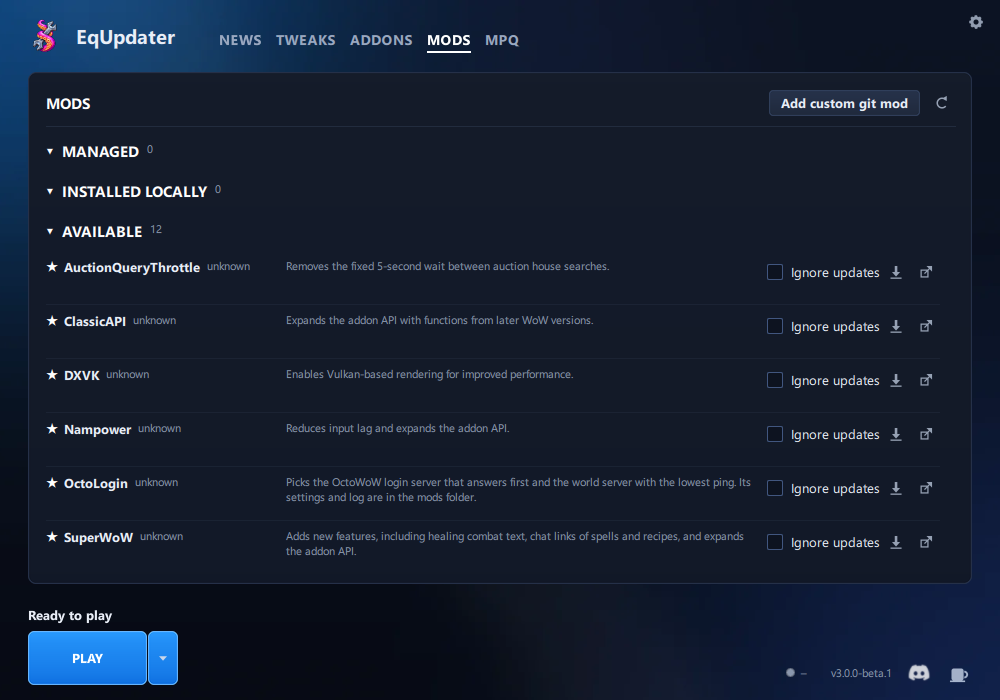 EqUpdater
NEWS TWEAKS ADDONS MODS MPQ
MODS
Add custom git mod
MANAGED 0
INSTALLED LOCALLY 0
AVAILABLE 12
AuctionQueryThrottle unknown
Removes the fixed 5-second wait between auction house searches.
Ignore updates
ClassicAPI unknown
Expands the addon API with functions from later WoW versions.
Ignore updates
DXVK unknown
Enables Vulkan-based rendering for improved performance.
Ignore updates
Nampower unknown
Reduces input lag and expands the addon API.
Ignore updates
OctoLogin unknown
Picks the OctoWoW login server that answers first and the world server with the lowest ping. Its
settings and log are in the mods folder.
Ignore updates
SuperWoW unknown
Adds new features, including healing combat text, chat links of spells and recipes, and expands
the addon API.
Ignore updates
Ready to play
PLAY
– v3.0.0-beta.1